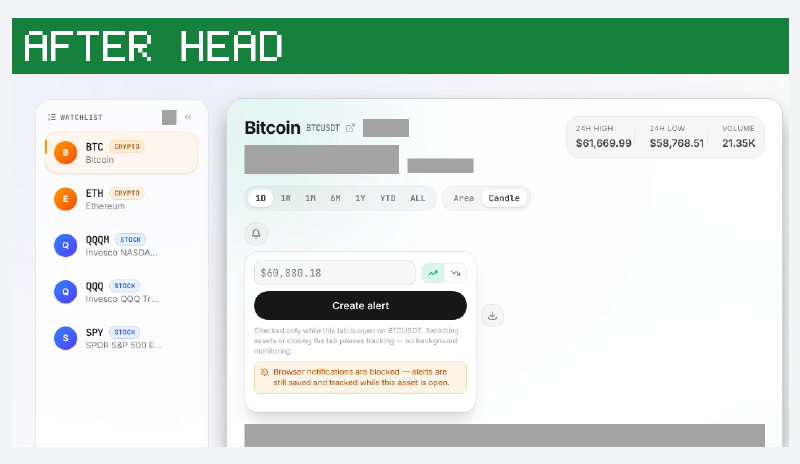 AFTER HEAD
WATCHLIST
BTC CRYPTO
Bitcoin
ETH CRYPTO
Ethereum
QQQM STOCK
Invesco NASDA...
QQQ STOCK
Invesco QQQ Tr...
SPY STOCK
SPDR S&P 500 E...
Bitcoin BTCUSDT
24H HIGH 24H LOW VOLUME
$61,669.99 $58,768.51 21.35K
1D 1W 1M 6M 1Y YTD ALL Area Candle
$60,880.18
Create alert
Checked only while this tab is open on BTCUSDT. Switching
assets or closing the tab pauses tracking — no background
monitoring.
Browser notifications are blocked — alerts are
still saved and tracked while this asset is open.
B
E
Q
Q
S